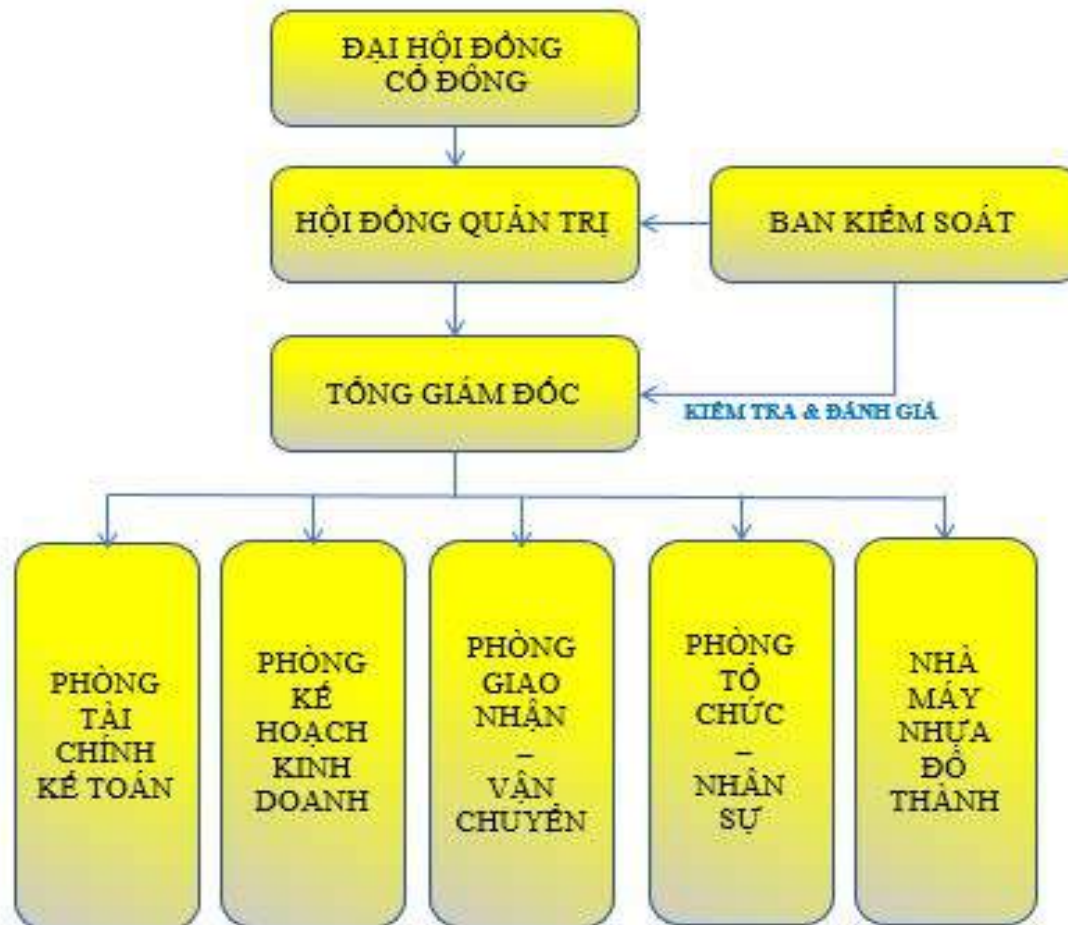 ĐẠI HỘI ĐỒNG
CỔ ĐÔNG
HỘI ĐỒNG QUẢN TRỊ
BAN KIỂM SOÁT
TỔNG GIÁM ĐỐC
KIỂM TRA & ĐÁNH GIÁ
PHÒNG
TÀI
CHÍNH
KẾ TOÁN
PHÒNG
KẾ
HOẠCH
KINH
DOANH
PHÒNG
GIAO
NHẬN
–
VẬN
CHUYỂN
PHÒNG
TỔ
CHỨC
–
NHÂN
SỰ
NHÀ
MÁY
NHỰA
ĐÔ
THÀNH